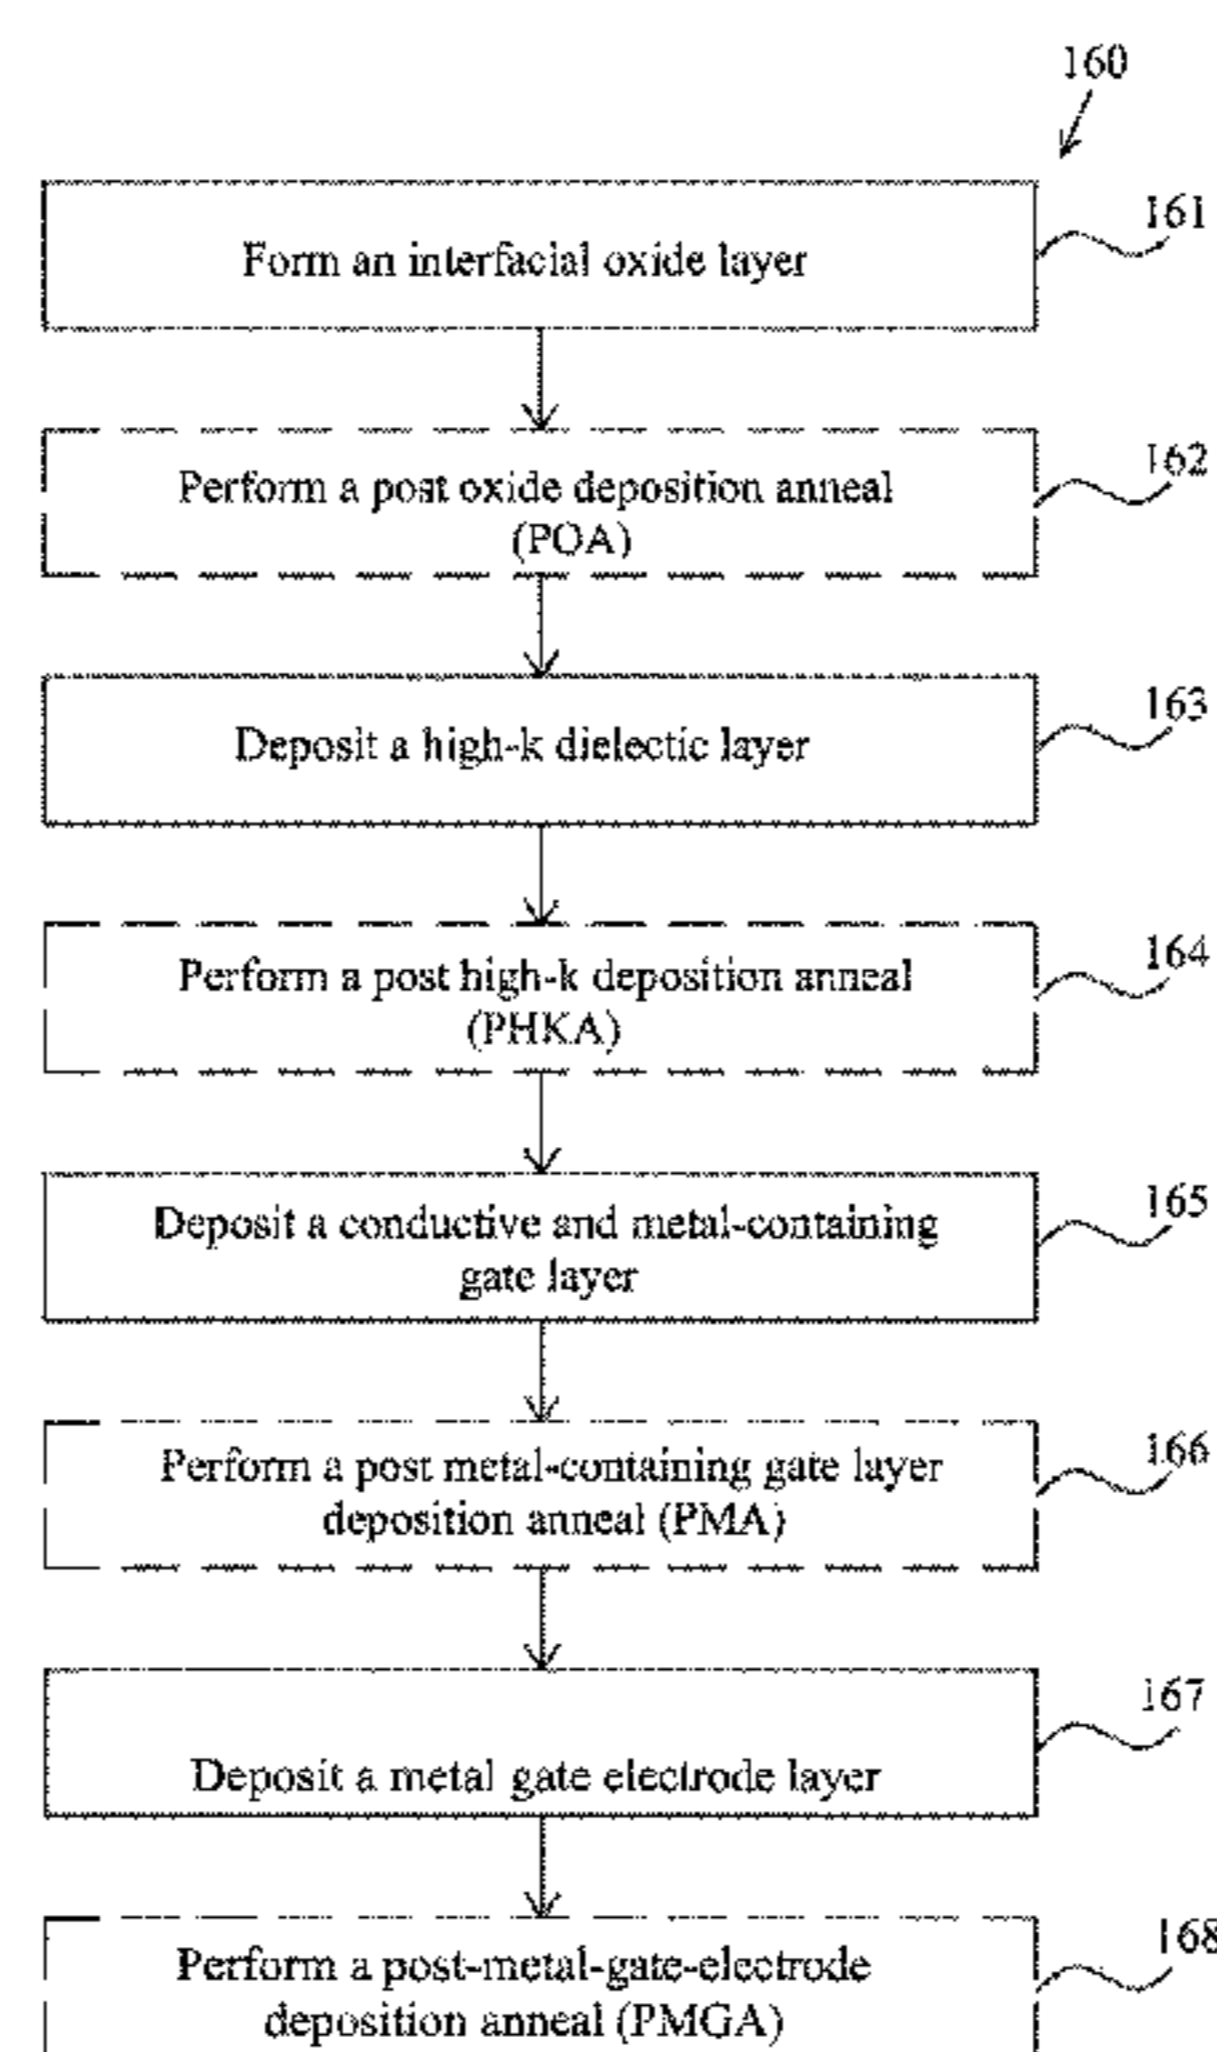 160
Form an interfacial oxide layer
161
Perform a post oxide deposition anneal
(POA)
162
Deposit a high-k dielectic layer
163
Perform a post high-k deposition anneal
(PHKA)
164
Deposit a conductive and metal-containing
gate layer
165
Perform a post metal-containing gate layer
deposition anneal (PMA)
166
Deposit a metal gate electrode layer
167
Perform a post-metal-gate-electrode
deposition anneal (PMGA)
168